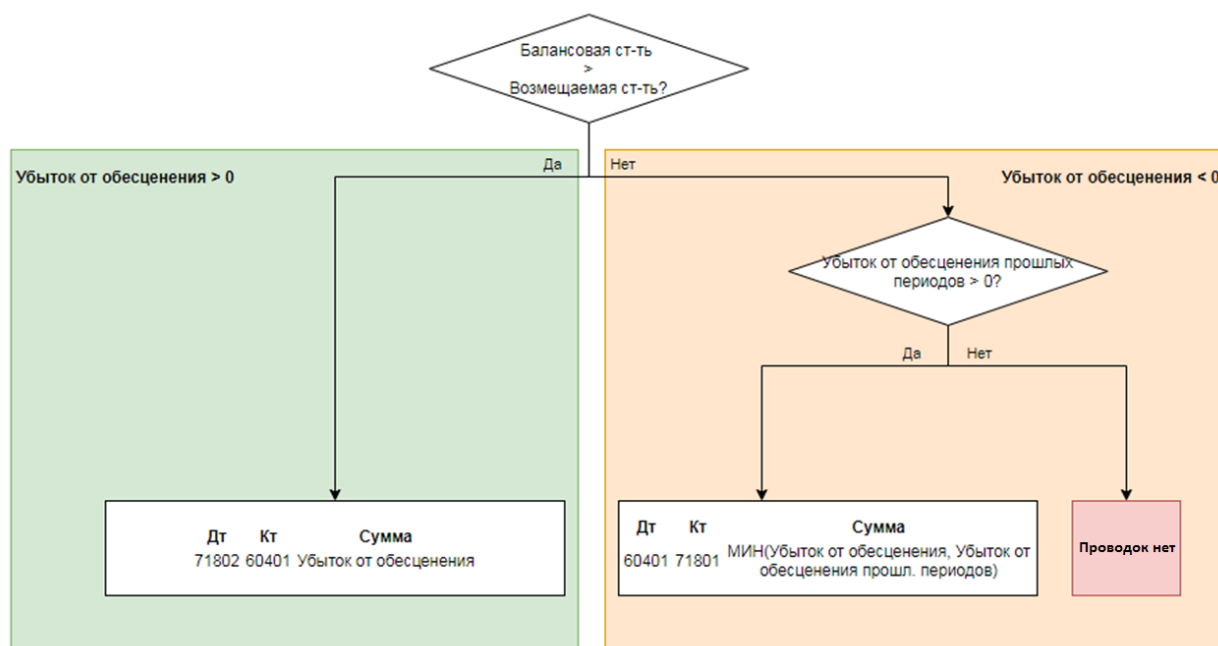 Балансовая ст-ть
>
Возмещаемая ст-ть?
Да
Нет
Убыток от обесценения > 0
Убыток от обесценения < 0
Убыток от обесценения прошлых
периодов > 0?
Да
Нет
Дт Кт Сумма
71802 60401 Убыток от обесценения
Дт Кт Сумма
60401 71801 МИН(Убыток от обесценения, Убыток от
обесценения прошл. периодов)
Проводок нет